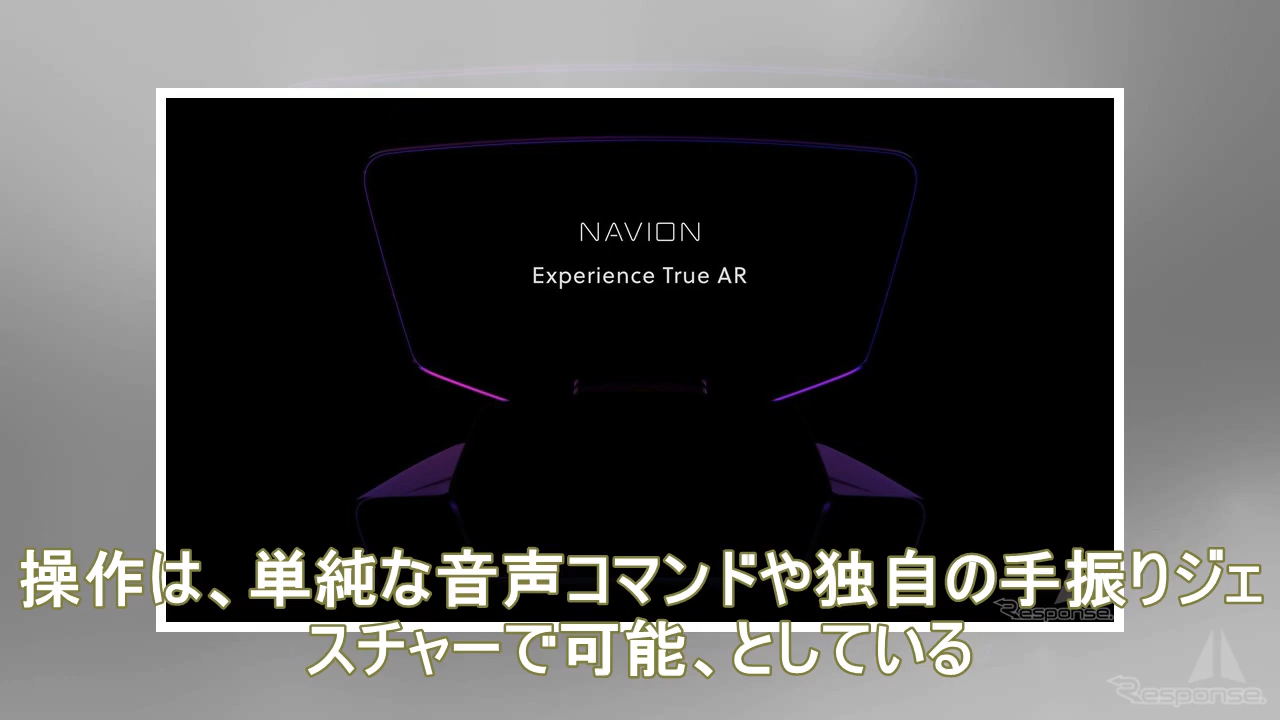 NAVION
Experience True AR
操作は、単純な音声コマンドや独自の手振りジェ
スチャーで可能、としている
Response.
Response.